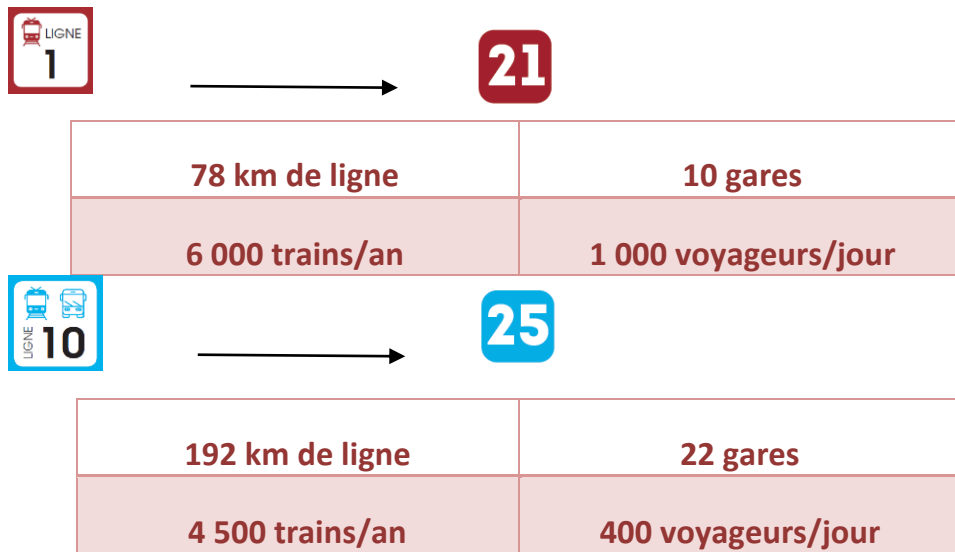 LIGNE
1
21
78 km de ligne 10 gares
6 000 trains/an 1 000 voyageurs/jour
LIGNE 10
25
192 km de ligne 22 gares
4 500 trains/an 400 voyageurs/jour